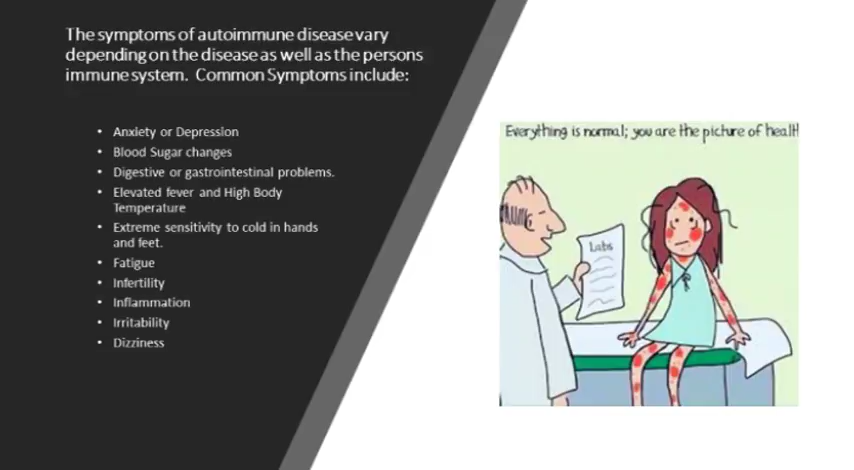 The symptoms of autoimmune disease vary
depending on the disease as well as the persons
immune system. Common Symptoms include:
• Anxiety or Depression
• Blood Sugar changes
• Digestive or gastrointestinal problems.
• Elevated fever and High Body
Temperature
• Extreme sensitivity to cold in hands
and feet.
• Fatigue
• Infertility
• Inflammation
• Irritability
• Dizziness
Everything is normal; you are the picture of healt
Labs